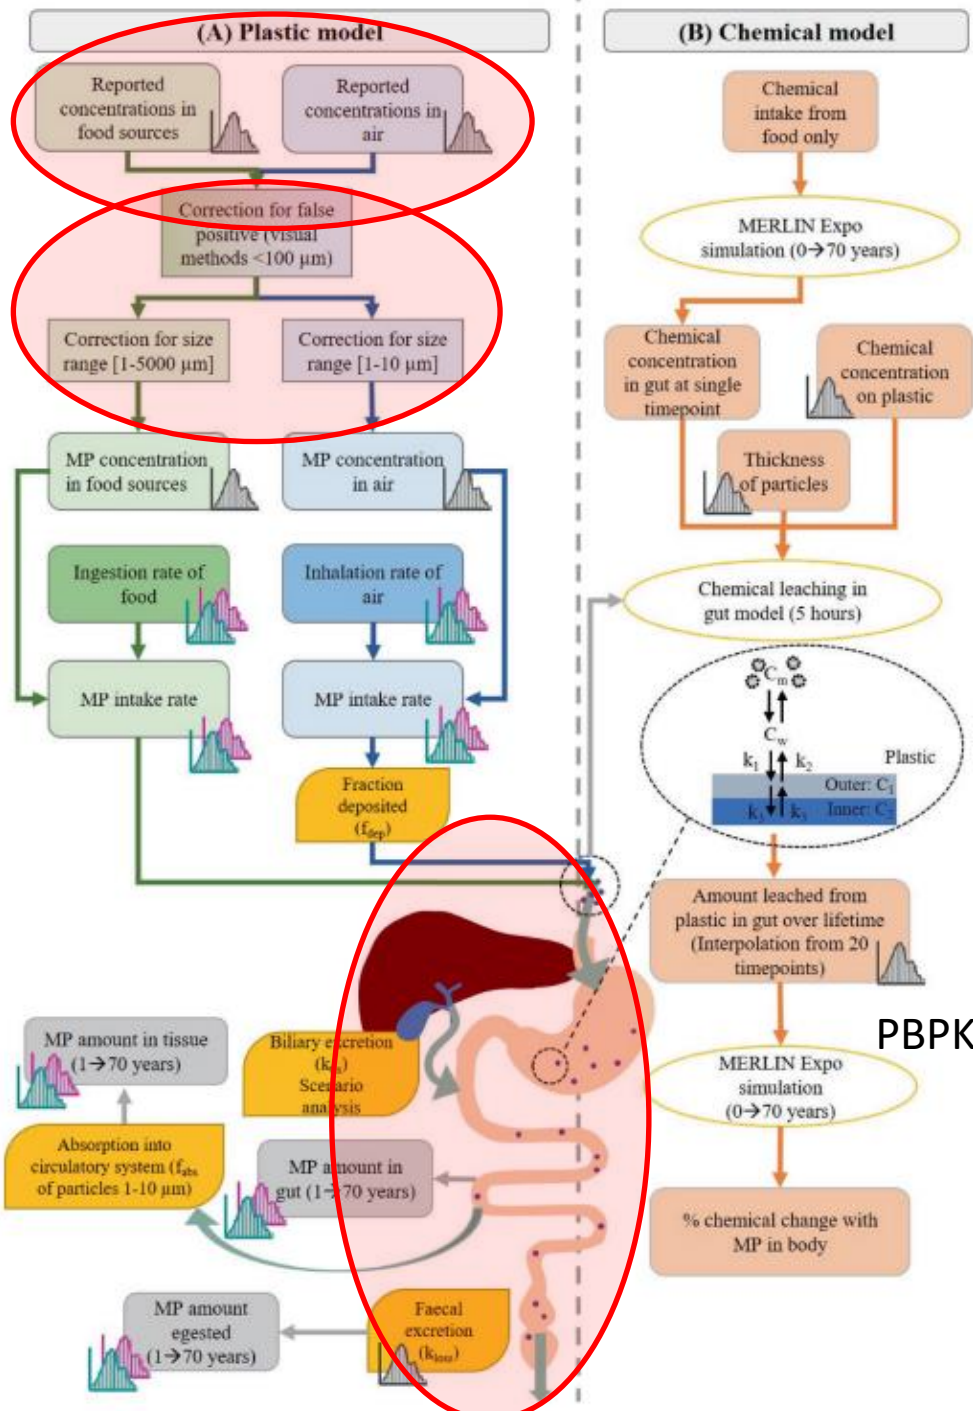 (A) Plastic model
Reported
concentrations in
food sources
Reported
concentrations in
air
Correction for false
positive (visual
methods <100 μm)
Correction for size
range [1-5000 μm]
Correction for size
range [1-10 μm]
MP concentration
in food sources
MP concentration
in air
Ingestion rate of
food
Inhalation rate of
air
MP intake rate
MP intake rate
Fraction
deposited
(fdep)
Biliary excretion
Scenario
analysis
MP amount in tissue
(1→70 years)
Absorption into
circulatory system (fabs
of particles 1-10 μm)
MP amount in
gut (1→70 years)
MP amount
egested
(1→70 years)
Faecal
excretion
(kloss)
(B) Chemical model
Chemical
intake from
food only
MERLIN Expo
simulation (0→70 years)
Chemical
concentration
in gut at single
timepoint
Chemical
concentration
on plastic
Thickness
of particles
Chemical leaching in
gut model (5 hours)
Cm
Cw
k1
k2
Plastic
Outer: C1
Inner: C2
Amount leached from
plastic in gut over lifetime
(Interpolation from 20
timepoints)
PBPK
MERLIN Expo
simulation
(0→70 years)
% chemical change with
MP in body